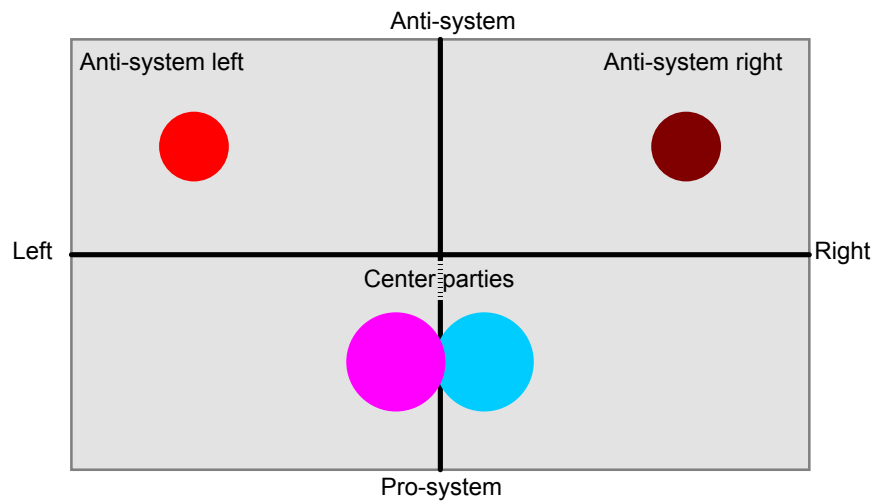 Anti-system
Anti-system left
Anti-system right
Left
Right
Center parties
Pro-system